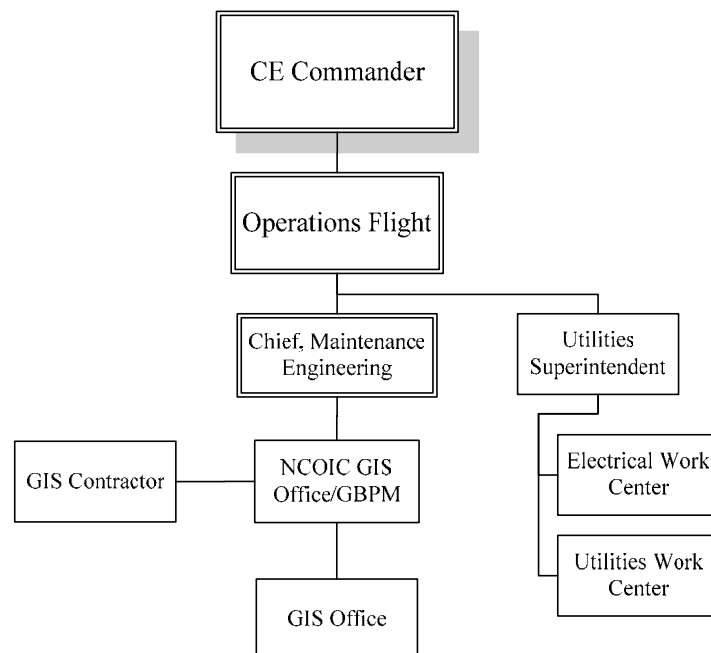 CE Commander
Operations Flight
Chief, Maintenance
Engineering
Utilities
Superintendent
GIS Contractor
NCOIC GIS
Office/GBPM
Electrical Work
Center
Utilities Work
Center
GIS Office